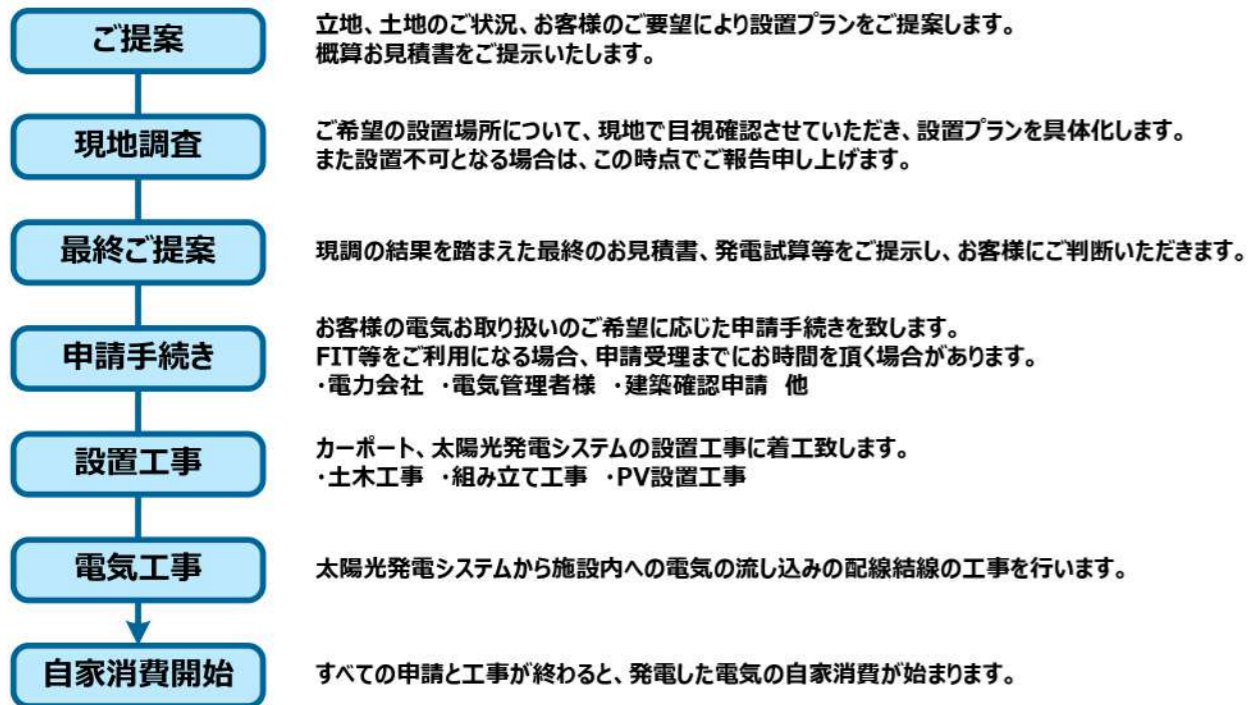 ご提案
立地、土地のご状況、お客様のご要望により設置プランをご提案します。
概算お見積書をご提示いたします。
現地調査
ご希望の設置場所について、現地で目視確認させていただき、設置プランを具体化します。
また設置不可となる場合は、この時点でご報告申し上げます。
最終ご提案
現調の結果を踏まえた最終のお見積書、発電試算等をご提示し、お客様にご判断いただきます。
申請手続き
お客様の電気お取り扱いのご希望に応じた申請手続きを致します。
FIT等をご利用になる場合、申請受理までにお時間を頂く場合があります。
・電力会社 ・電気管理者様 ・建築確認申請 他
設置工事
カーポート、太陽光発電システムの設置工事に着工致します。
・土木工事 ・組み立て工事 ・PV設置工事
電気工事
太陽光発電システムから施設内への電気の流し込みの配線結線の工事を行います。
自家消費開始
すべての申請と工事が終わると、発電した電気の自家消費が始まります。